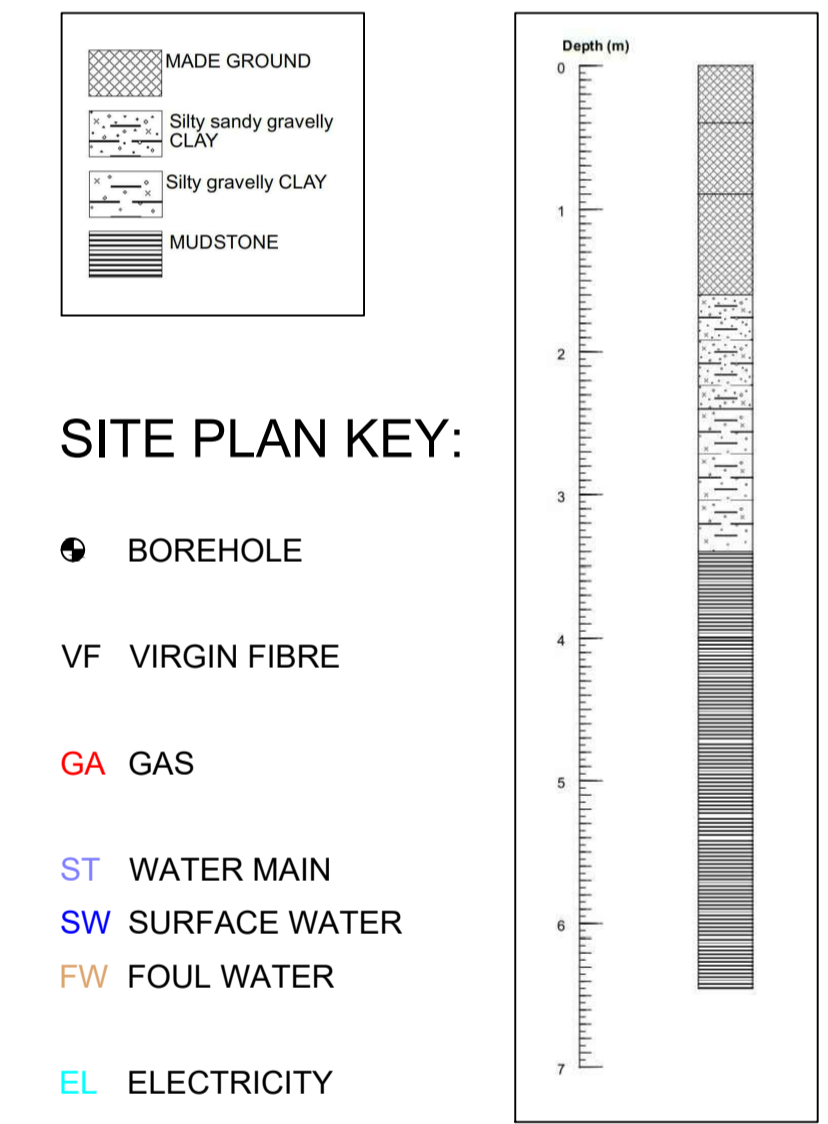 MADE GROUND
Silty sandy gravelly
CLAY
Silty gravelly CLAY
MUDSTONE
SITE PLAN KEY:
BOREHOLE
VF VIRGIN FIBRE
GA GAS
ST WATER MAIN
SW SURFACE WATER
FW FOUL WATER
EL ELECTRICITY
Depth (m)
0
1
2
3
4
5
6
7